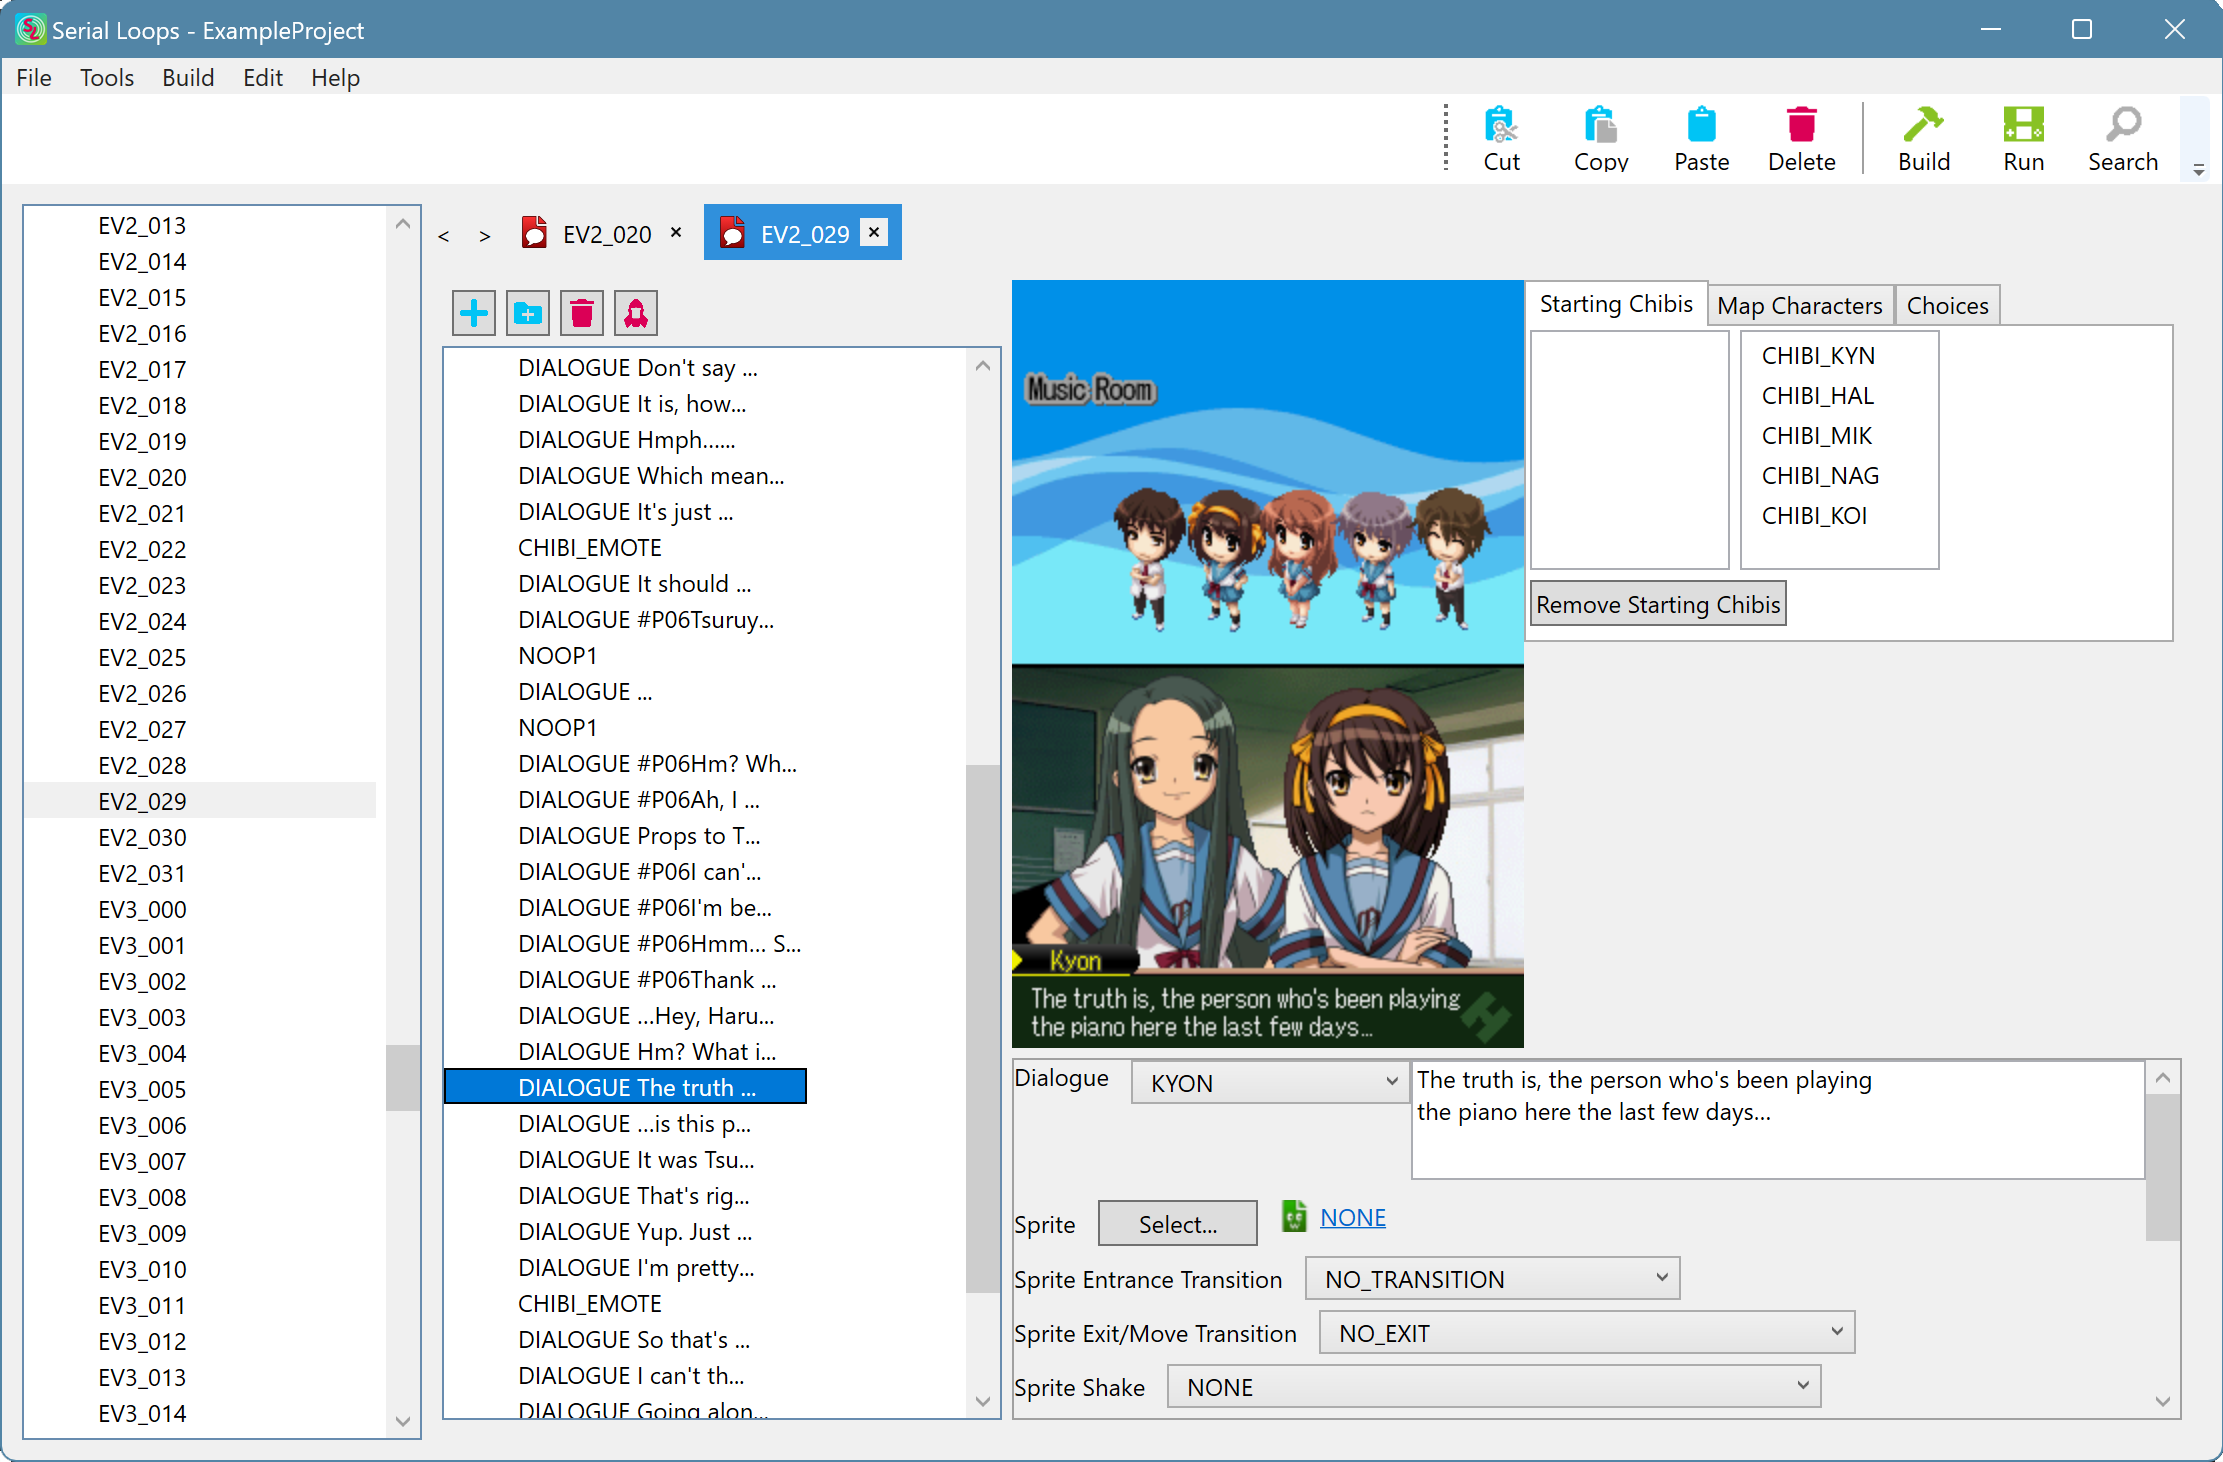 Serial Loops - ExampleProject
File Tools Build Edit Help
Cut Copy Paste Delete Build Run Search
EV2_013
EV2_014
EV2_015
EV2_016
EV2_017
EV2_018
EV2_019
EV2_020
EV2_021
EV2_022
EV2_023
EV2_024
EV2_025
EV2_026
EV2_027
EV2_028
EV2_029
EV2_030
EV2_031
EV3_000
EV3_001
EV3_002
EV3_003
EV3_004
EV3_005
EV3_006
EV3_007
EV3_008
EV3_009
EV3_010
EV3_011
EV3_012
EV3_013
EV3_014
< > EV2_020 × EV2_029 ×
DIALOGUE Don't say ...
DIALOGUE It is, how...
DIALOGUE Hmph......
DIALOGUE Which mean...
DIALOGUE It's just ...
CHIBI_EMOTE
DIALOGUE It should ...
DIALOGUE #P06Tsuruy...
NOOP1
DIALOGUE ...
NOOP1
DIALOGUE #P06Hm? Wh...
DIALOGUE #P06Ah, I ...
DIALOGUE Props to T...
DIALOGUE #P06I can'...
DIALOGUE #P06I'm be...
DIALOGUE #P06Hmm... S...
DIALOGUE #P06Thank ...
DIALOGUE ...Hey, Haru...
DIALOGUE Hm? What i...
DIALOGUE The truth ...
DIALOGUE ...is this p...
DIALOGUE It was Tsu...
DIALOGUE That's rig...
DIALOGUE Yup. Just ...
DIALOGUE I'm pretty...
CHIBI_EMOTE
DIALOGUE So that's ...
DIALOGUE I can't th...
DIALOGUE Going alon...
Music Room
Kyon
The truth is, the person who's been playing
the piano here the last few days...
Starting Chibis Map Characters Choices
CHIBI_KYN
CHIBI_HAL
CHIBI_MIK
CHIBI_NAG
CHIBI_KOI
Remove Starting Chibis
Dialogue KYON
The truth is, the person who's been playing
the piano here the last few days...
Sprite Select... NONE
Sprite Entrance Transition NO_TRANSITION
Sprite Exit/Move Transition NO_EXIT
Sprite Shake NONE